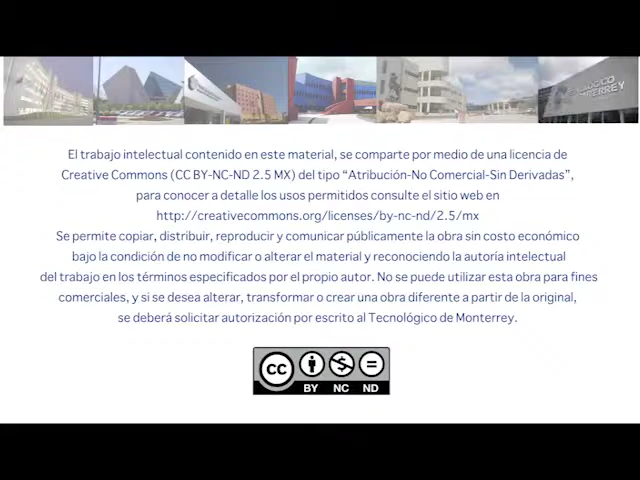 TECNOLÓGICO
MONTERREY
El trabajo intelectual contenido en este material, se comparte por medio de una licencia de
Creative Commons (CC BY-NC-ND 2.5 MX) del tipo “Atribución-No Comercial-Sin Derivadas”,
para conocer a detalle los usos permitidos consulte el sitio web en
http://creativecommons.org/licenses/by-nc-nd/2.5/mx
Se permite copiar, distribuir, reproducir y comunicar públicamente la obra sin costo económico
bajo la condición de no modificar o alterar el material y reconociendo la autoría intelectual
del trabajo en los términos especificados por el propio autor. No se puede utilizar esta obra para fines
comerciales, y si se desea alterar, transformar o crear una obra diferente a partir de la original,
se deberá solicitar autorización por escrito al Tecnológico de Monterrey.
cc
BY NC ND